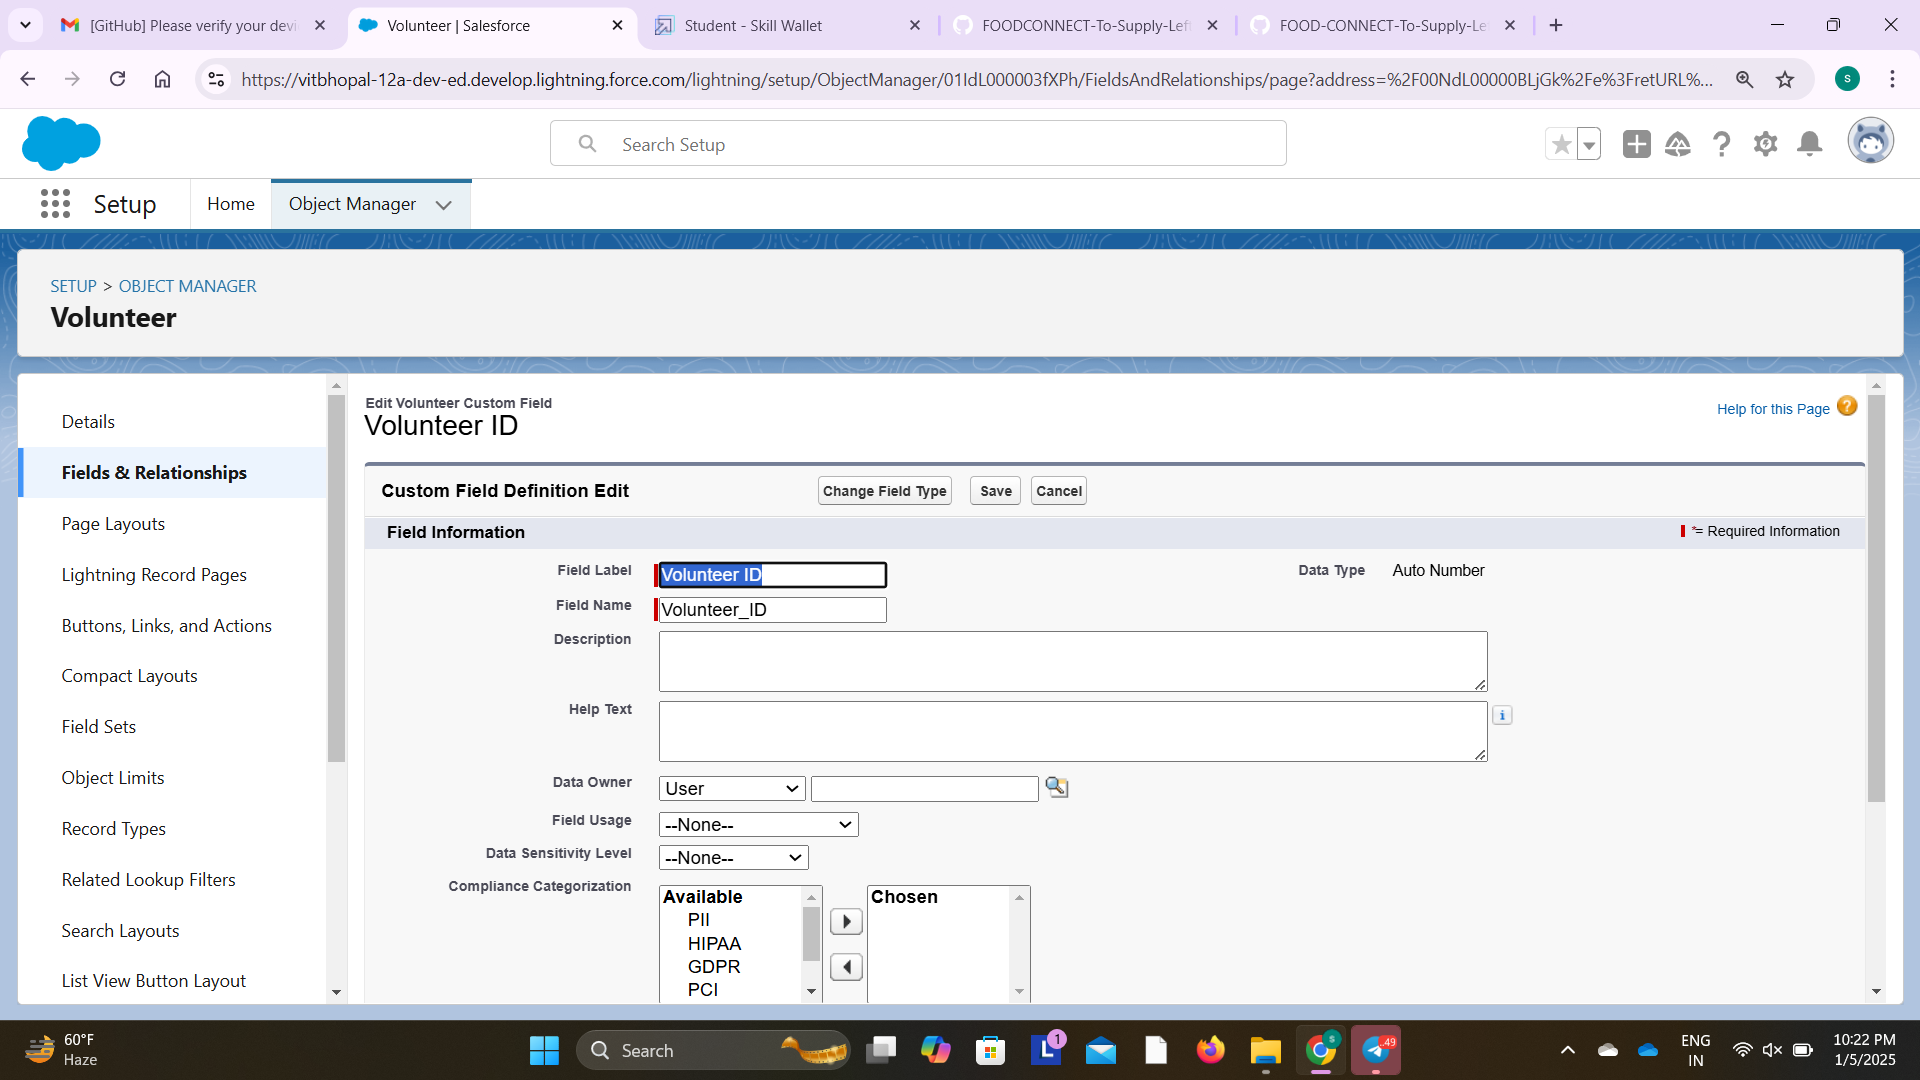 [GitHub] Please verify your devi
Volunteer | Salesforce
Student - Skill Wallet
FOODCONNECT-To-Supply-Left
FOOD-CONNECT-To-Supply-Le
https://vitbhopal-12a-dev-ed.develop.lightning.force.com/lightning/setup/ObjectManager/01IdL000003fXPh/FieldsAndRelationships/page?address=%2F00NdL00000BLjGk%2Fe%3FretURL%...
S
Search Setup
Setup
Home
Object Manager
SETUP > OBJECT MANAGER
Volunteer
Details
Fields & Relationships
Page Layouts
Lightning Record Pages
Buttons, Links, and Actions
Compact Layouts
Field Sets
Object Limits
Record Types
Related Lookup Filters
Search Layouts
List View Button Layout
Edit Volunteer Custom Field
Volunteer ID
Help for this Page
Custom Field Definition Edit
Change Field Type
Save
Cancel
Field Information
*= Required Information
Field Label
Volunteer ID
Data Type
Auto Number
Field Name
Volunteer_ID
Description
Help Text
Data Owner
User
Field Usage
--None--
Data Sensitivity Level
--None--
Compliance Categorization
Available
PII
HIPAA
GDPR
PCI
Chosen
60°F
Haze
Search
1
S
49
ENG
IN
10:22 PM
1/5/2025